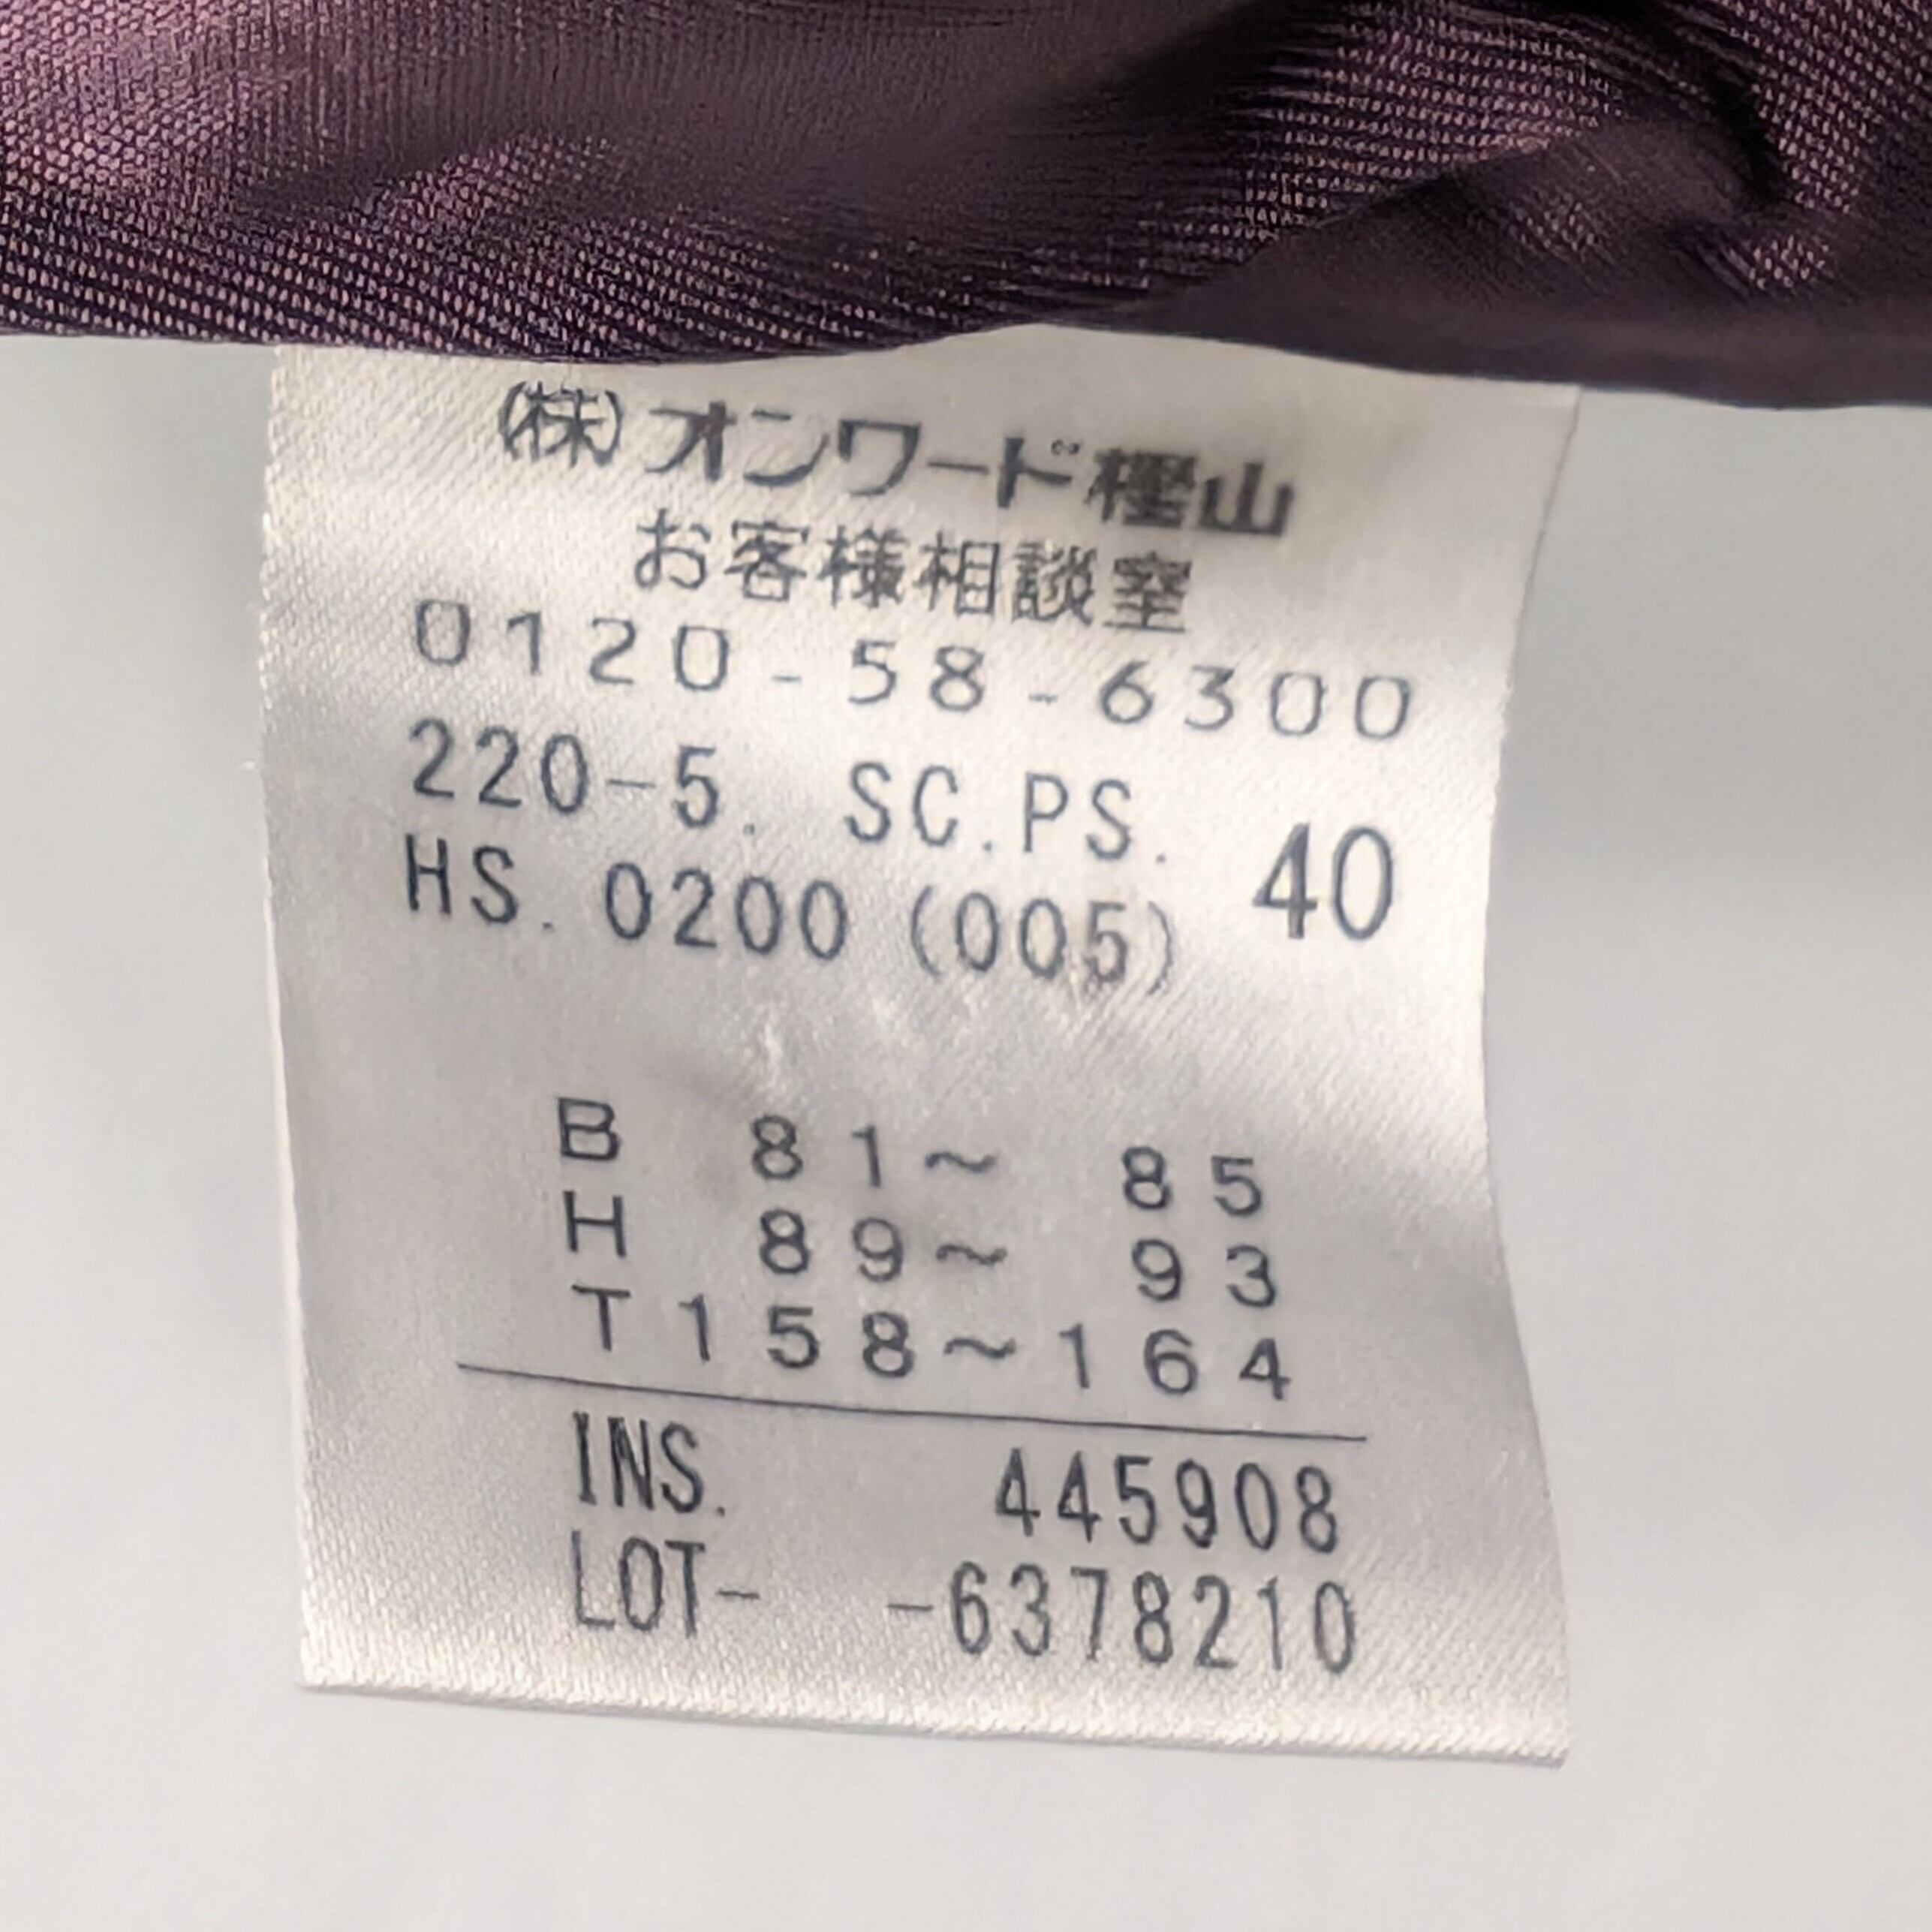 (株)オンワード樫山
お客様相談室
0120-58-6300
220-5. SC.PS.
HS. 0200 (005) 40
B 81~ 85
H 89~ 93
T158~164
INS. 445908
LOT- -6378210